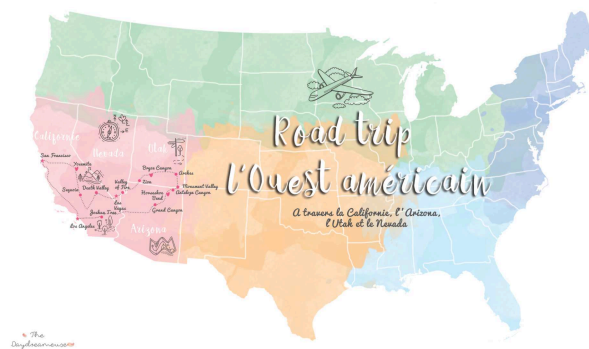 Road trip
l'Ouest américain
A travers la Californie, l'Arizona,
l'Utah et le Nevada
Californie
Nevada
Utah
Arizona
San Francisco
Yosemite
Sequoia
Death Valley
Valley
of Fire
Las
Vegas
Joshua Tree
Los Angeles
Zion
Bryce Canyon
Arches
Monument Valley
Antelope Canyon
Horseshoe
Bend
Grand Canyon
The
Daydreameuse